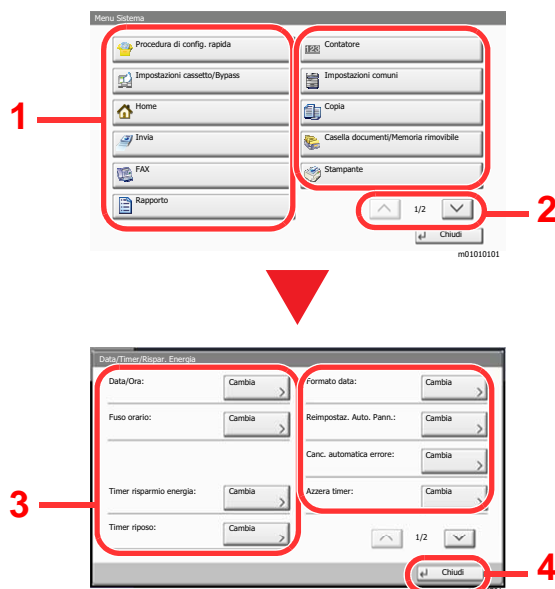 Menu Sistema
Procedura di config. rapida
123 Contatore
Impostazioni cassetto/Bypass
Impostazioni comuni
Home
Copia
1
Invia
Casella documenti/Memoria rimovibile
FAX
Stampante
Rapporto
1/2
2
Chiudi
m01010101
Data/Timer/Rispar. Energia
Data/Ora:
Cambia
Formato data:
Cambia
Fuso orario:
Cambia
Reimpostaz. Auto. Pann.:
Cambia
Canc. automatica errore:
Cambia
3
Timer risparmio energia:
Cambia
Azzera timer:
Cambia
Timer riposo:
Cambia
1/2
Chiudi
4